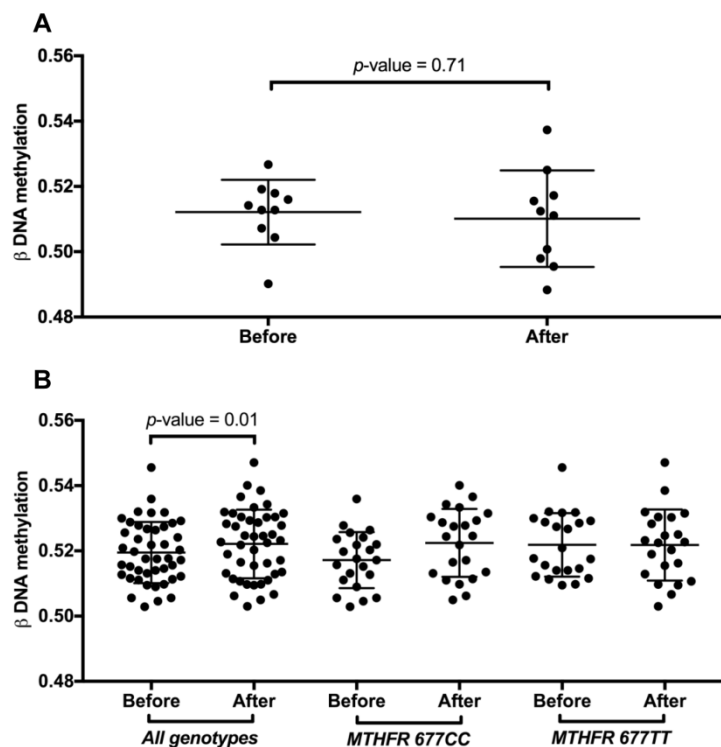 A
0.56
p-value = 0.71
0.54
β DNA methylation
0.52
0.50
0.48
Before After
B
0.56
p-value = 0.01
0.54
β DNA methylation
0.52
0.50
0.48
Before After Before After Before After
All genotypes MTHFR 677CC MTHFR 677TT